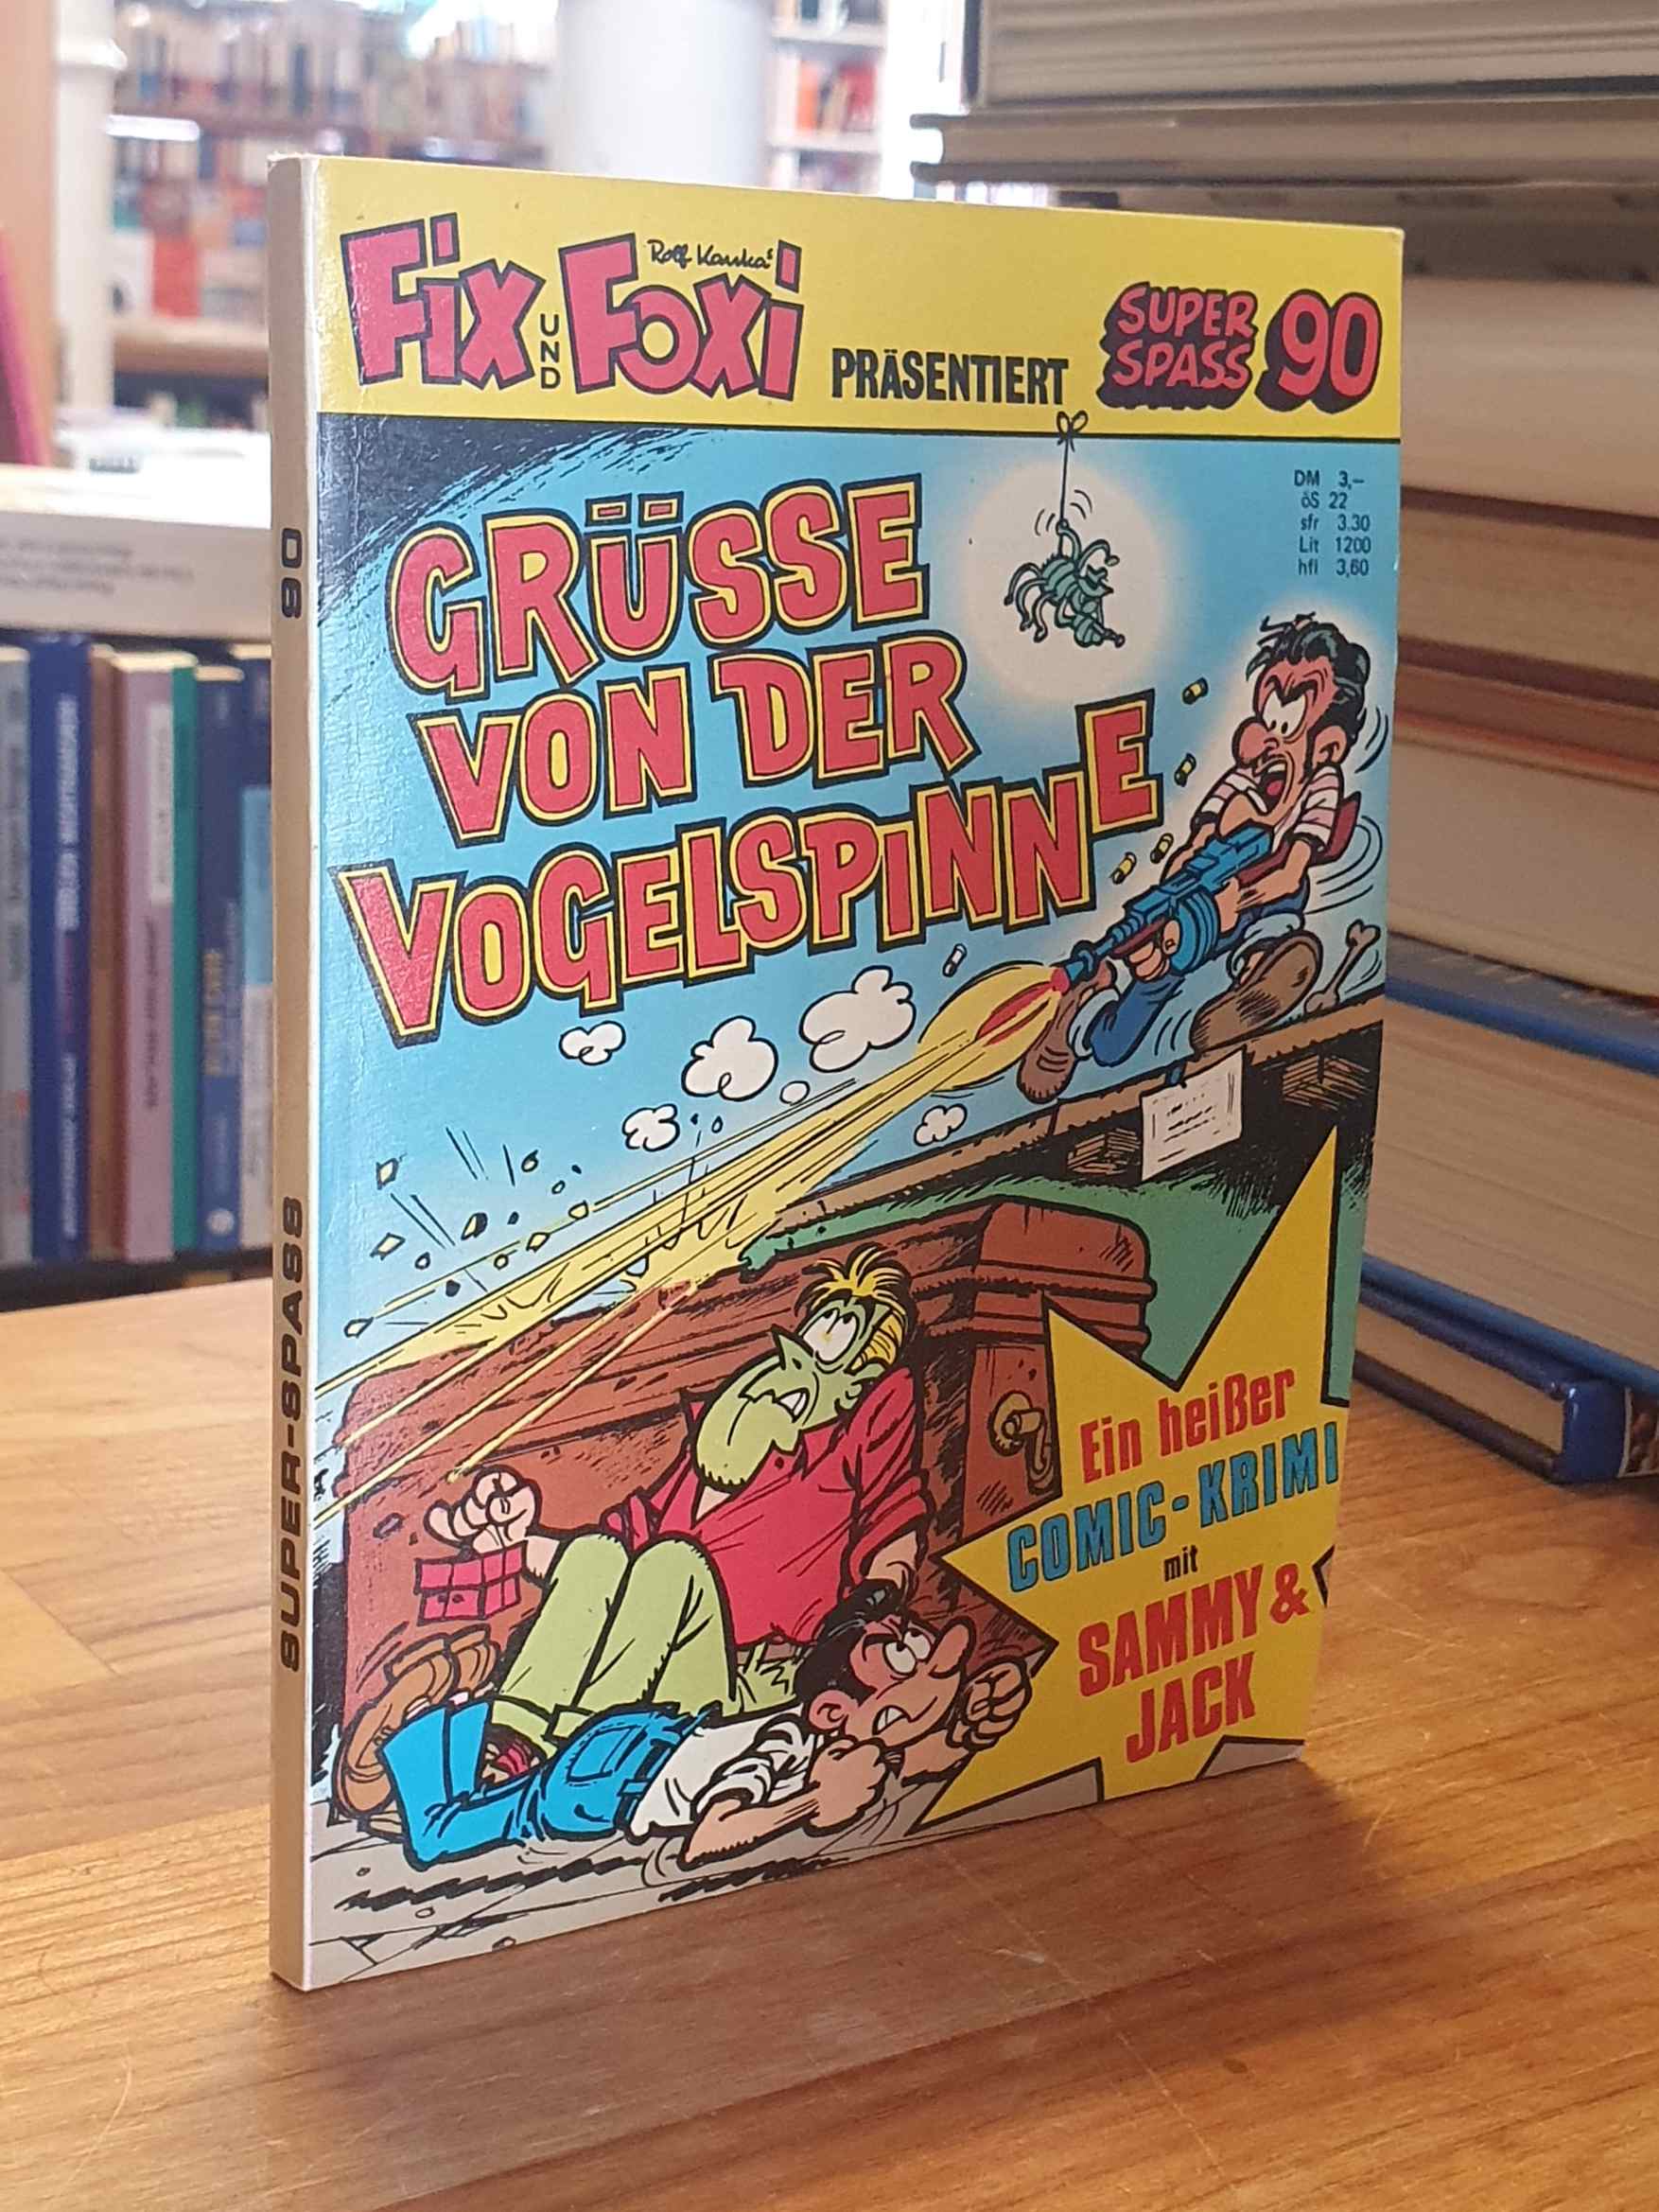 Rolf Kaukas'
Fix UND Foxi PRÄSENTIERT
SUPER
SPASS 90
DM 3,–
öS 22
sfr 3.30
Lit 1200
hfl 3,60
GRÜSSE
VON DER
VOGELSPINNE
Ein heißer
COMIC-KRIMI
mit
SAMMY &
JACK
SUPER-SPASS 90